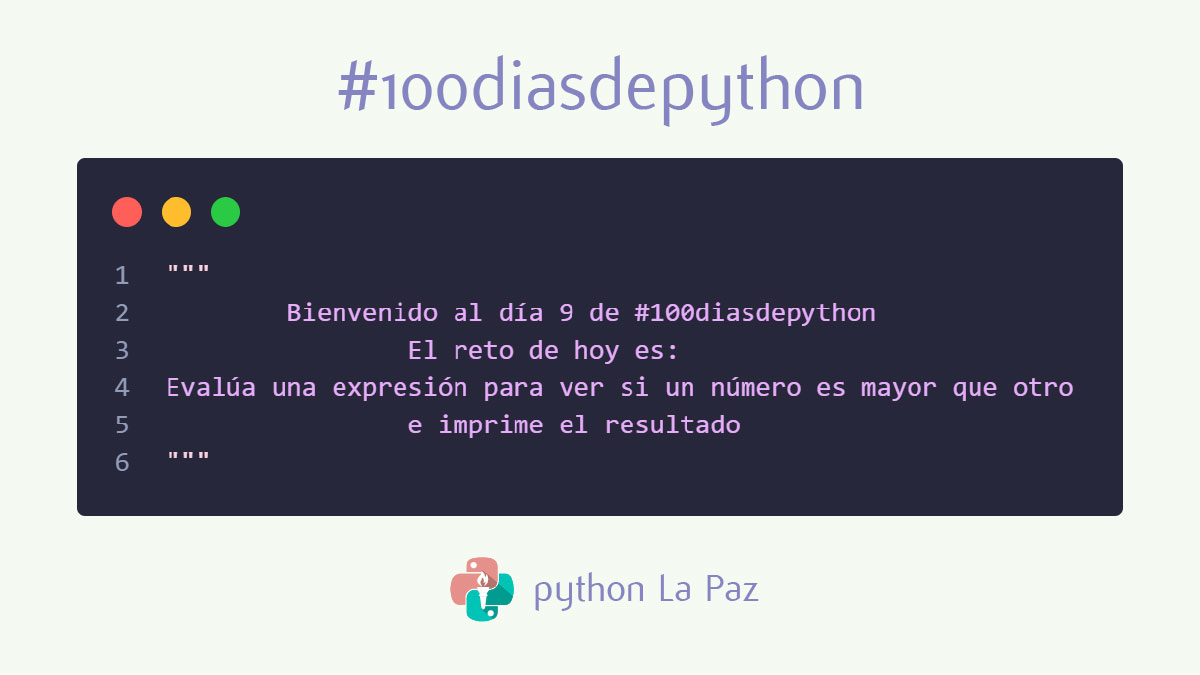 #100diasdepython
1 """
2 Bienvenido al día 9 de #100diasdepython
3 El reto de hoy es:
4 Evalúa una expresión para ver si un número es mayor que otro
5 e imprime el resultado
6 """
python La Paz